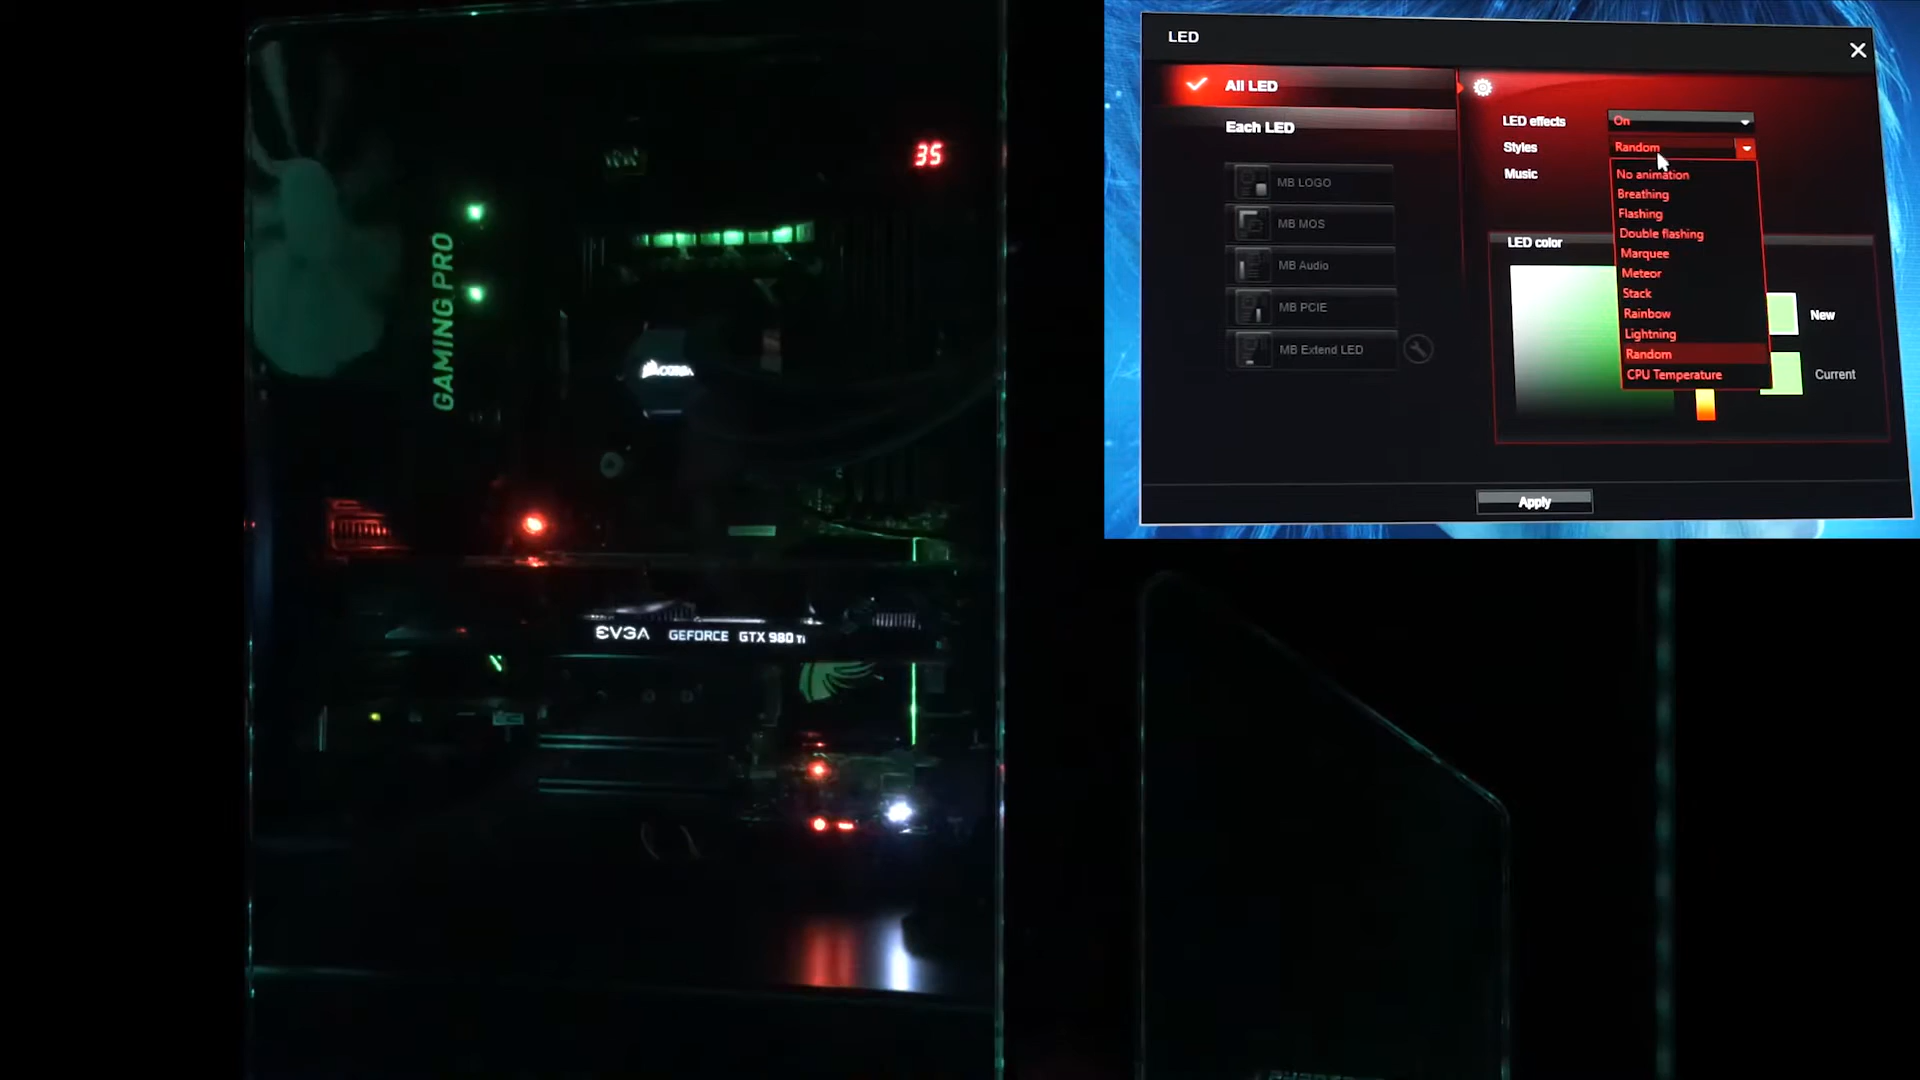 GAMING PRO
35
CORSA
EVGA GEFORCE GTX 980 Ti
LED
All LED
Each LED
MB LOGO
MB MOS
MB Audio
MB PCIE
MB Extend LED
LED effects On
Styles Random
Music
No animation
Breathing
Flashing
Double flashing
Marquee
Meteor
Stack
Rainbow
Lightning
Random
CPU Temperature
LED color
New
Current
Apply